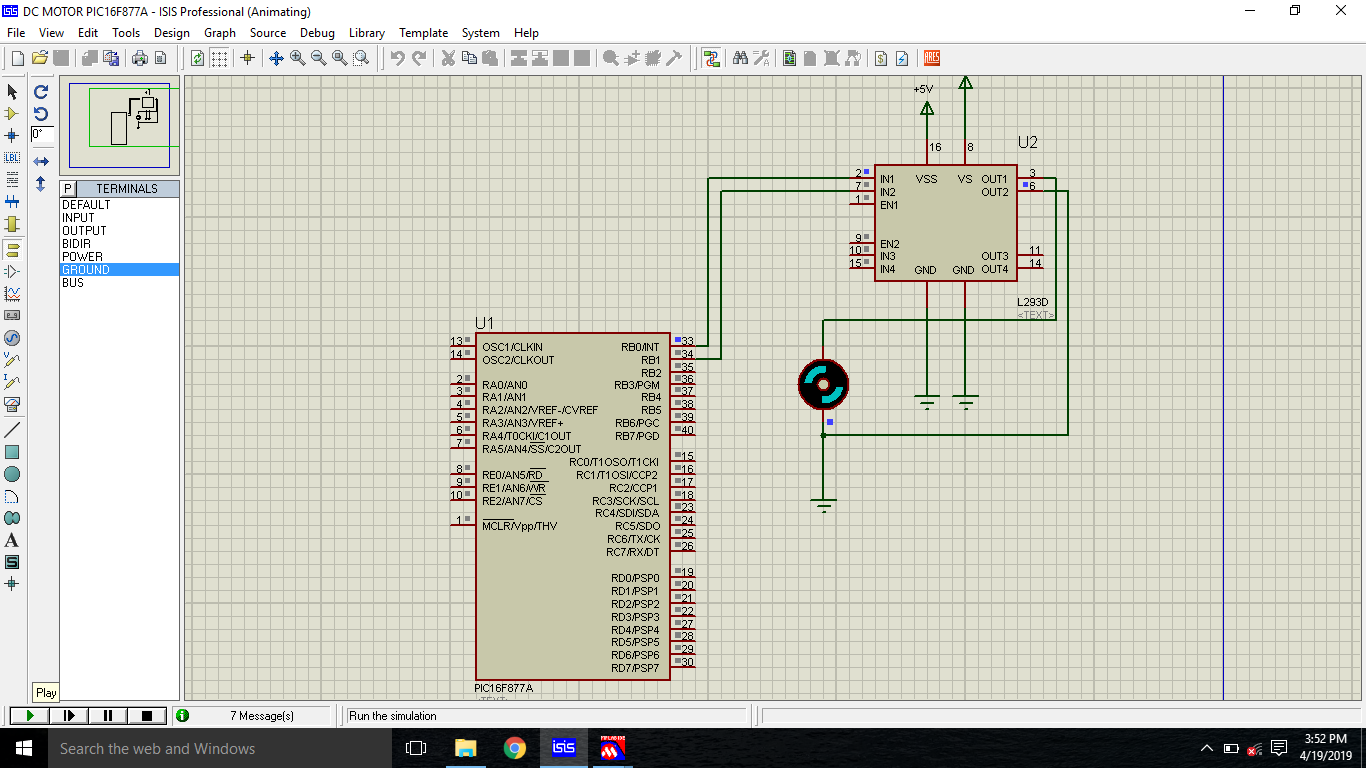 isis DC MOTOR PIC16F877A - ISIS Professional (Animating)
File View Edit Tools Design Graph Source Debug Library Template System Help
LBL
A
S
ARES
0°
P TERMINALS
DEFAULT
INPUT
OUTPUT
BIDIR
POWER
GROUND
BUS
Play
+5V
16
8
U2
2 IN1 VSS VS OUT1 3
7 IN2 OUT2 6
1 EN1
9 EN2
10 IN3 OUT3 11
15 IN4 GND GND OUT4 14
L293D
<TEXT>
U1
13 OSC1/CLKIN RB0/INT 33
14 OSC2/CLKOUT RB1 34
RB2 35
2 RA0/AN0 RB3/PGM 36
3 RA1/AN1 RB4 37
4 RA2/AN2/VREF-/CVREF RB5 38
5 RA3/AN3/VREF+ RB6/PGC 39
6 RA4/T0CKI/C1OUT RB7/PGD 40
7 RA5/AN4/SS/C2OUT
RC0/T1OSO/T1CKI 15
8 RE0/AN5/RD RC1/T1OSI/CCP2 16
9 RE1/AN6/WR RC2/CCP1 17
10 RE2/AN7/CS RC3/SCK/SCL 18
RC4/SDI/SDA 23
1 MCLR/Vpp/THV RC5/SDO 24
RC6/TX/CK 25
RC7/RX/DT 26
RD0/PSP0 19
RD1/PSP1 20
RD2/PSP2 21
RD3/PSP3 22
RD4/PSP4 27
RD5/PSP5 28
RD6/PSP6 29
RD7/PSP7 30
PIC16F877A
7 Message(s)
Run the simulation
Search the web and Windows
isis
3:52 PM
4/19/2019